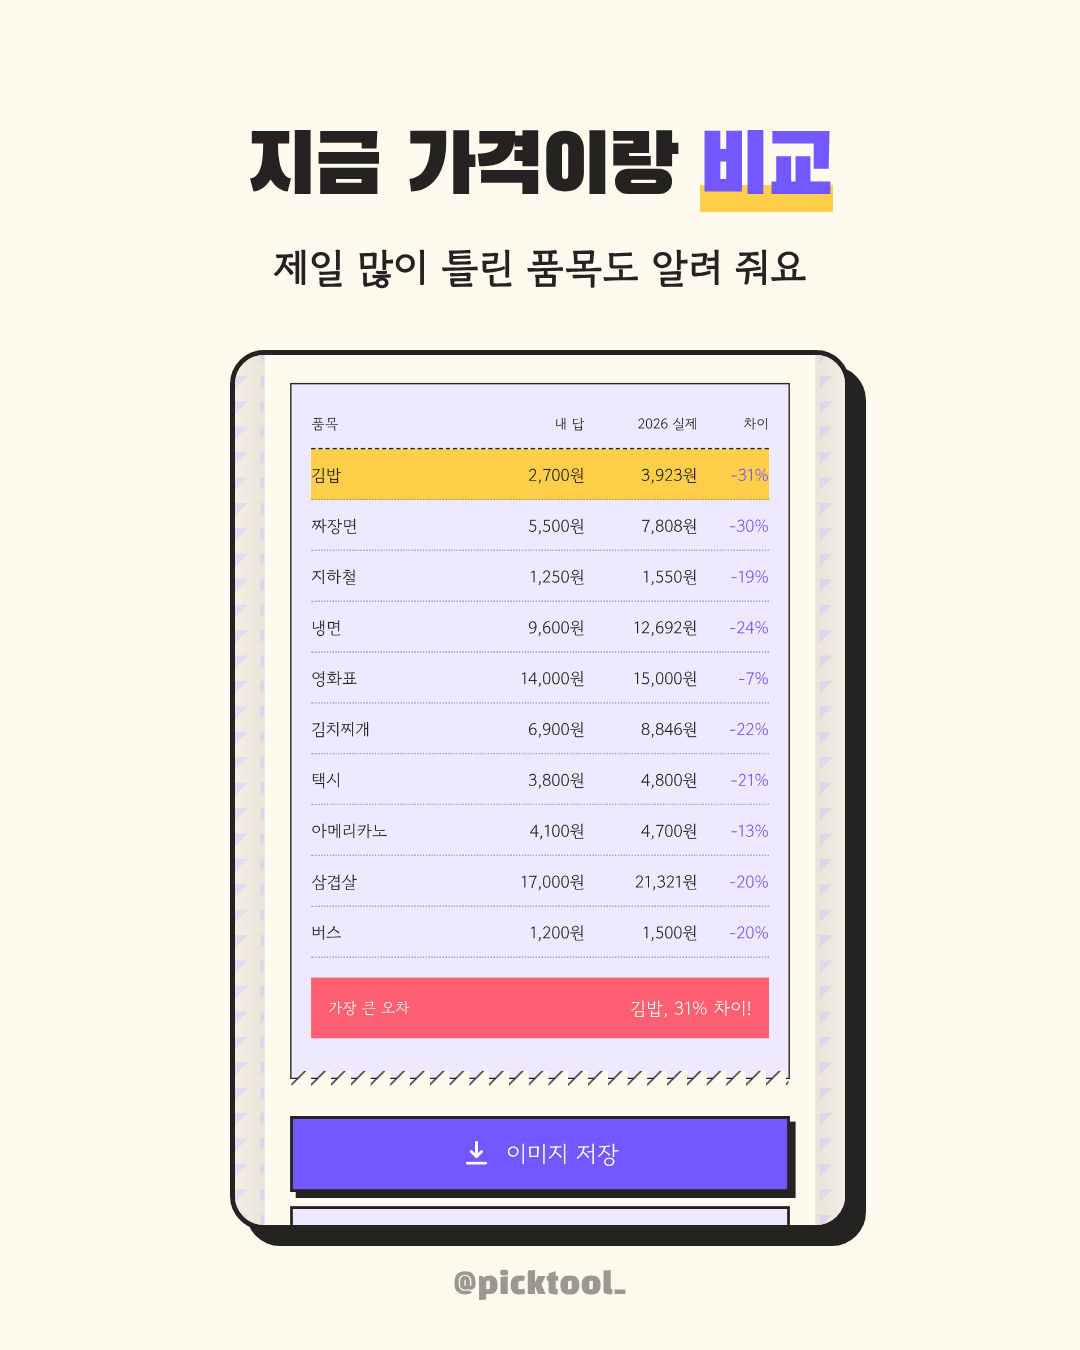 지금 가격이랑 비교
제일 많이 틀린 품목도 알려 줘요
품목 내 답 2026 실제 차이
김밥 2,700원 3,923원 -31%
짜장면 5,500원 7,808원 -30%
지하철 1,250원 1,550원 -19%
냉면 9,600원 12,692원 -24%
영화표 14,000원 15,000원 -7%
김치찌개 6,900원 8,846원 -22%
택시 3,800원 4,800원 -21%
아메리카노 4,100원 4,700원 -13%
삼겹살 17,000원 21,321원 -20%
버스 1,200원 1,500원 -20%
가장 큰 오차 김밥, 31% 차이!
이미지 저장
@picktool_